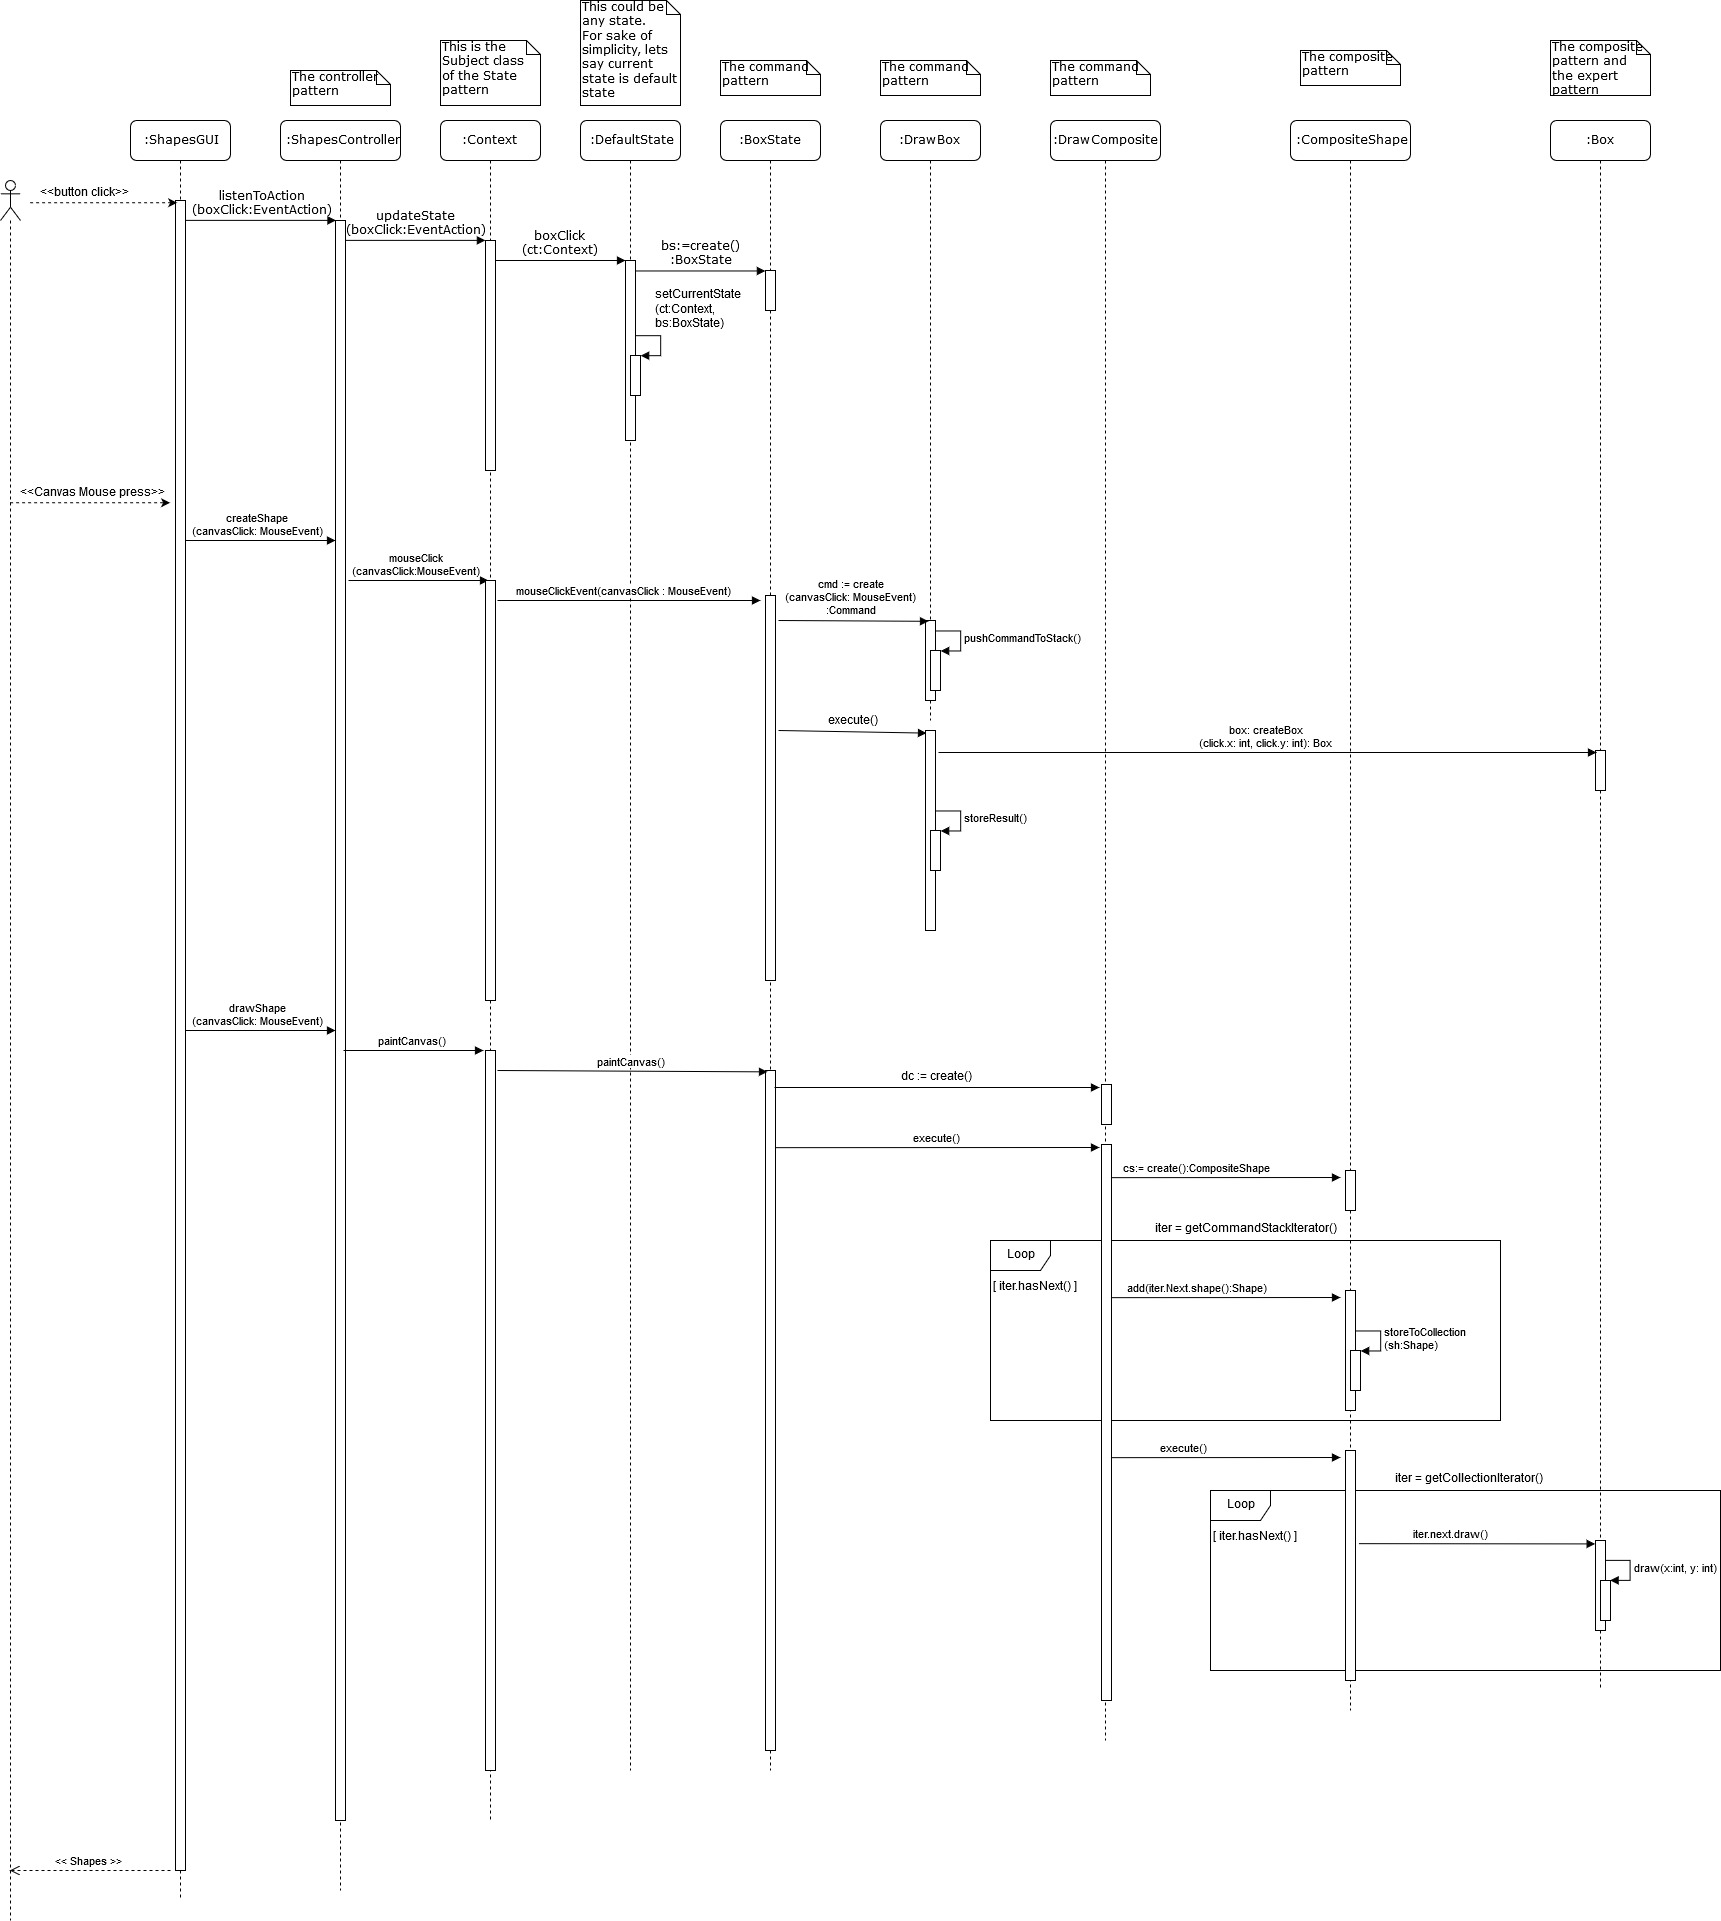 This could be
any state.
For sake of
simplicity, lets
say current
state is default
state
This is the
Subject class
of the State
pattern
The composite
pattern and
the expert
pattern
The composite
pattern
The command
pattern
The command
pattern
The command
pattern
The controller
pattern
:ShapesGUI
:ShapesController
:Context
:DefaultState
:BoxState
:DrawBox
:DrawComposite
:CompositeShape
:Box
<<button click>>
listenToAction
(boxClick:EventAction)
updateState
(boxClick:EventAction)
boxClick
(ct:Context)
bs:=create()
:BoxState
setCurrentState
(ct:Context,
bs:BoxState)
<<Canvas Mouse press>>
createShape
(canvasClick: MouseEvent)
mouseClick
(canvasClick:MouseEvent)
mouseClickEvent(canvasClick : MouseEvent)
cmd := create
(canvasClick: MouseEvent)
:Command
pushCommandToStack()
execute()
box: createBox
(click.x: int, click.y: int): Box
storeResult()
drawShape
(canvasClick: MouseEvent)
paintCanvas()
paintCanvas()
dc := create()
execute()
cs:= create():CompositeShape
iter = getCommandStackIterator()
Loop
[ iter.hasNext() ]
add(iter.Next.shape():Shape)
storeToCollection
(sh:Shape)
execute()
iter = getCollectionIterator()
Loop
[ iter.hasNext() ]
iter.next.draw()
draw(x:int, y: int)
<< Shapes >>